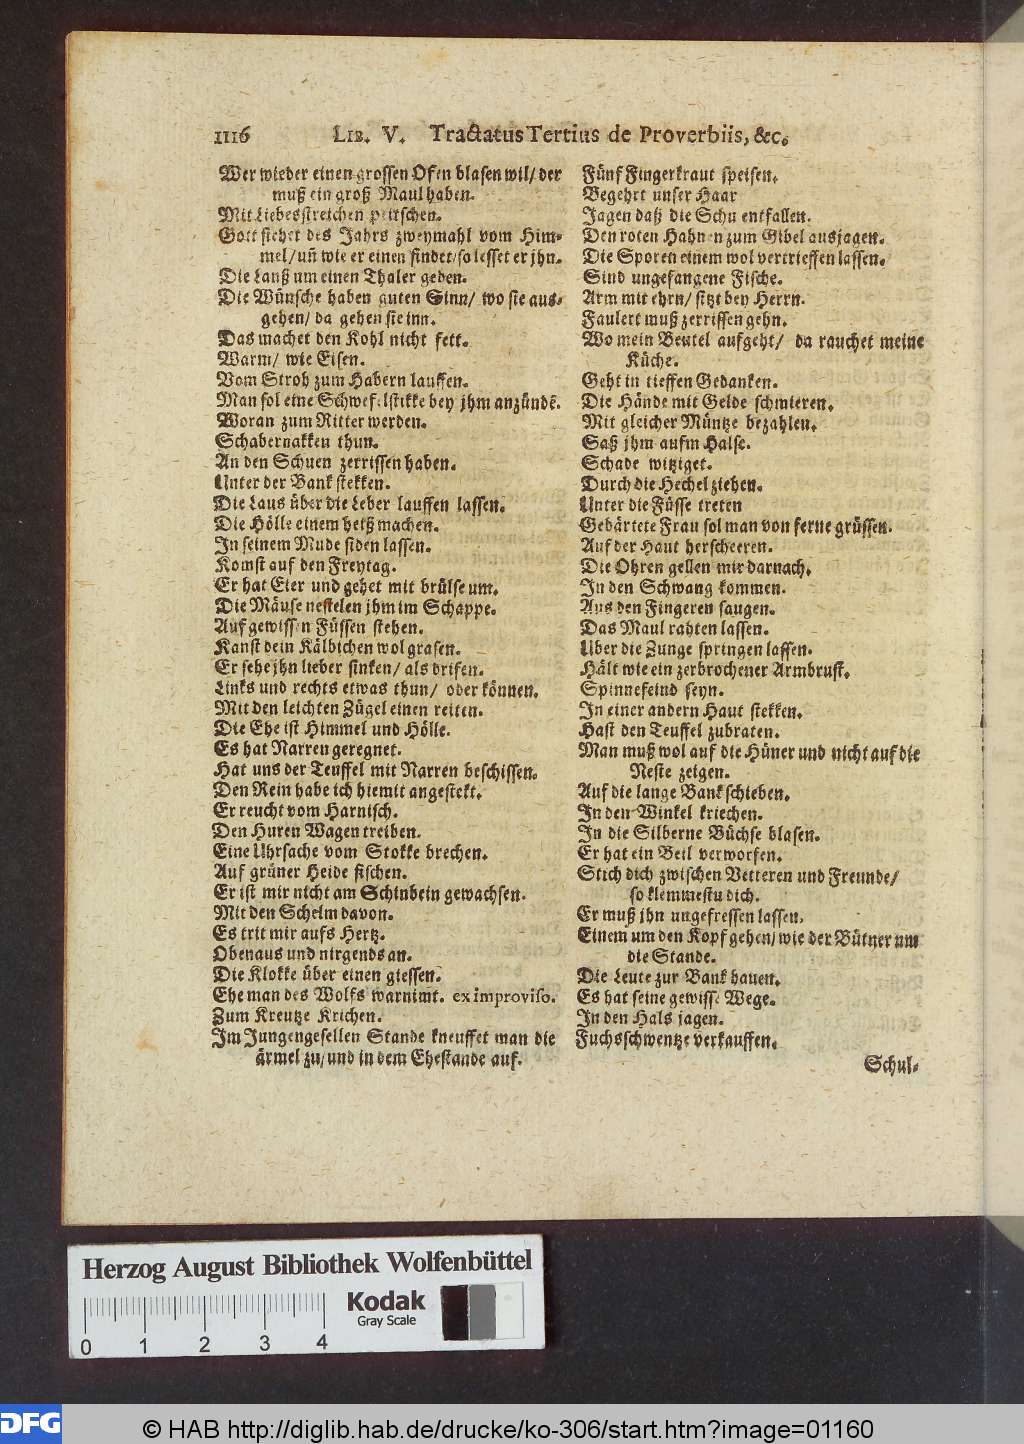 1116 LIB. V. Tractatus Tertius de Proverbiis, &c.
Wer wieder einen grossen Ofen blasen wil/ der
muß ein groß Maul haben.
Mit Liebesstreichen peitschen.
Gott siehet des Jahrs zweymahl vom Him-
mel/ uñ wie er einen findet/ so lesset er jhn.
Die Lauß um einen Thaler geben.
Die Wünsche haben guten Sinn/ wo sie aus-
gehen/ da gehen sie inn.
Das machet den Kohl nicht fett.
Warm/ wie Eisen.
Vom Stroh zum Habern lauffen.
Man sol eine Schwefelstikke bey jhm anzündē.
Woran zum Ritter werden.
Schabernakken thun.
An den Schuen zerrissen haben.
Unter der Bank stekken.
Die Laus über die Leber lauffen lassen.
Die Hölle einem heiß machen.
In seinem Mude siden lassen.
Komst auf den Freytag.
Er hat Eier und gehet mit brülse um.
Die Mäuse nestelen jhm im Schappe.
Auf gewissen Füssen stehen.
Kanst dein Kälbichen wol grasen.
Er sehe jhn lieber sinken/ als drifen.
Links und rechts etwas thun/ oder können.
Mit den leichten Zügel einen reiten.
Die Ehe ist Himmel und Hölle.
Es hat Narren geregnet.
Hat uns der Teuffel mit Narren beschissen.
Den Rein habe ich hiemit angestekt.
Er reucht vom Harnisch.
Den Huren Wagen treiben.
Eine Uhrsache vom Stokke brechen.
Auf grüner Heide fischen.
Er ist mir nicht am Schinbein gewachsen.
Mit den Schelm davon.
Es trit mir aufs Hertz.
Obenaus und nirgends an.
Die Klokke über einen giessen.
Ehe man des Wolfs warnimt. ex improviso.
Zum Kreutze Krichen.
Im Jungengesellen Stande kneuffet man die
ärmel zu/ und in dem Ehestande auf.
Fünf Fingerkraut speisen.
Begehrt unser Haar
Jagen daß die Schu entfallen.
Den roten Hahnen zum Gibel ausjagen.
Die Sporen einem wol vertrieffen lassen.
Sind ungefangene Fische.
Arm mit ehrn/ sitzt bey Herrn.
Faulert muß zerrissen gehn.
Wo mein Beutel aufgeht/ da rauchet meine
Küche.
Geht in tieffen Gedanken.
Die Hände mit Gelde schmieren.
Mit gleicher Müntze bezahlen.
Saß jhm aufm Halse.
Schade witziget.
Durch die Hechel ziehen.
Unter die Füsse treten
Gebärtete Frau sol man von ferne grüssen.
Auf der Haut herscheeren.
Die Ohren gellen mir darnach.
In den Schwang kommen.
Aus den Fingeren saugen.
Das Maul rahten lassen.
Uber die Zunge springen lassen.
Hält wie ein zerbrochener Armbrust.
Spinnefeind seyn.
In einer andern Haut stekken.
Hast den Teuffel zubraten.
Man muß wol auf die Hüner und nicht auf die
Neste zeigen.
Auf die lange Bank schieben.
In den Winkel kriechen.
In die Silberne Büchse blasen.
Er hat ein Beil verworfen.
Stich dich zwischen Vetteren und Freunde/
so klemmestu dich.
Er muß jhn ungefressen lassen.
Einem um den Kopf gehen/ wie der Bütner um
die Stande.
Die Leute zur Bank hauen.
Es hat seine gewisse Wege.
In den Hals jagen.
Fuchsschwentze verkauffen.
Schul-
Herzog August Bibliothek Wolfenbüttel
Kodak
Gray Scale
0 1 2 3 4
DFG © HAB http://diglib.hab.de/drucke/ko-306/start.htm?image=01160